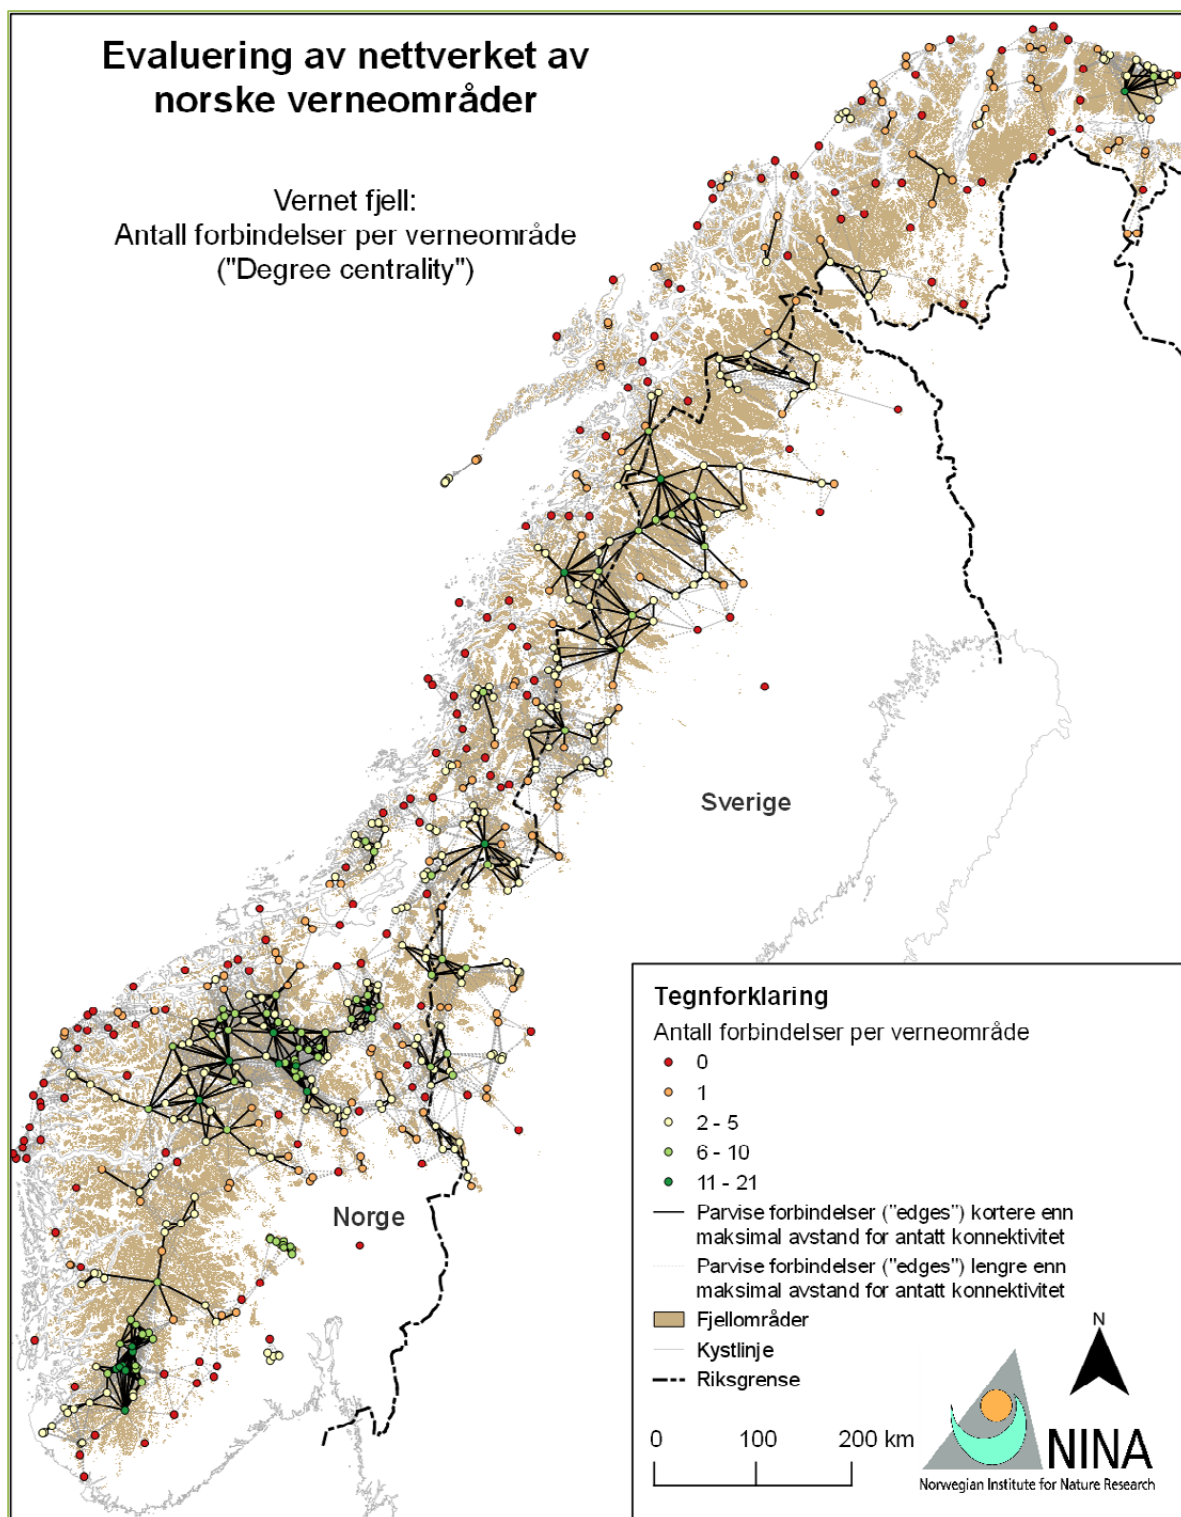 Evaluering av nettverket av
norske verneområder
Vernet fjell:
Antall forbindelser per verneområde
("Degree centrality")
Sverige
Norge
Tegnforklaring
Antall forbindelser per verneområde
0
1
2 - 5
6 - 10
11 - 21
Parvise forbindelser ("edges") kortere enn
maksimal avstand for antatt konnektivitet
Parvise forbindelser ("edges") lengre enn
maksimal avstand for antatt konnektivitet
Fjellområder
Kystlinje
Riksgrense
N
0 100 200 km
NINA
Norwegian Institute for Nature Research